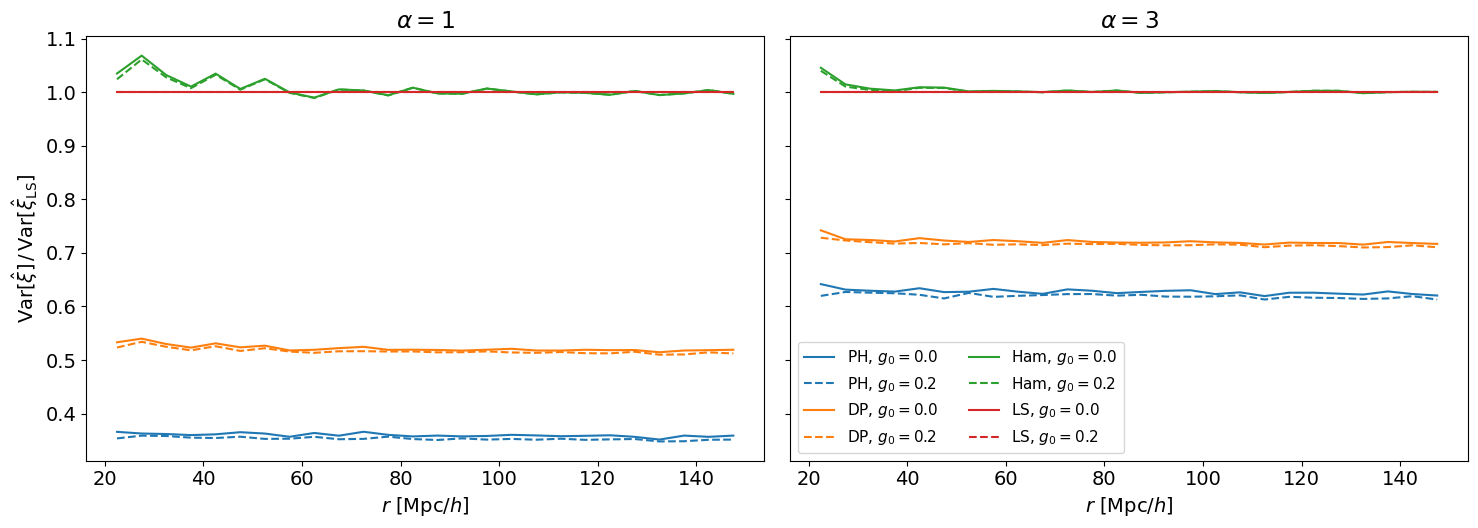 α = 1
α = 3
1.1
1.0
0.9
0.8
0.7
0.6
0.5
0.4
Var[ξ̂] / Var[ξ̂_LS]
PH, g₀ = 0.0
PH, g₀ = 0.2
DP, g₀ = 0.0
DP, g₀ = 0.2
Ham, g₀ = 0.0
Ham, g₀ = 0.2
LS, g₀ = 0.0
LS, g₀ = 0.2
20 40 60 80 100 120 140
20 40 60 80 100 120 140
r [Mpc/h]
r [Mpc/h]